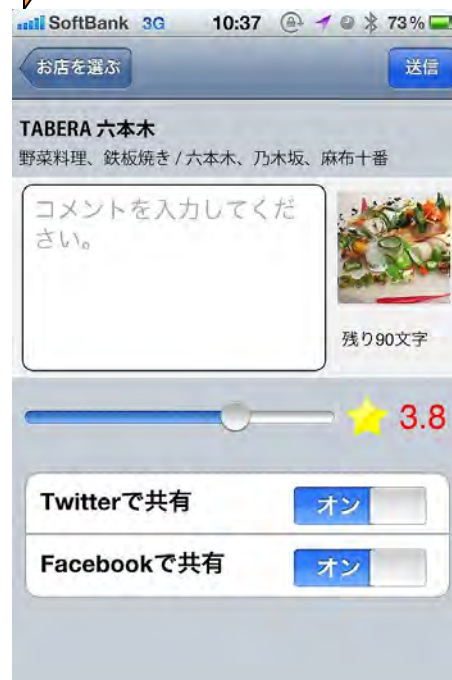 SoftBank 3G 10:37 73%
お店を選ぶ 送信
TABERA 六本木
野菜料理、鉄板焼き / 六本木、乃木坂、麻布十番
コメントを入力してくだ
さい。
残り90文字
3.8
Twitterで共有 オン
Facebookで共有 オン